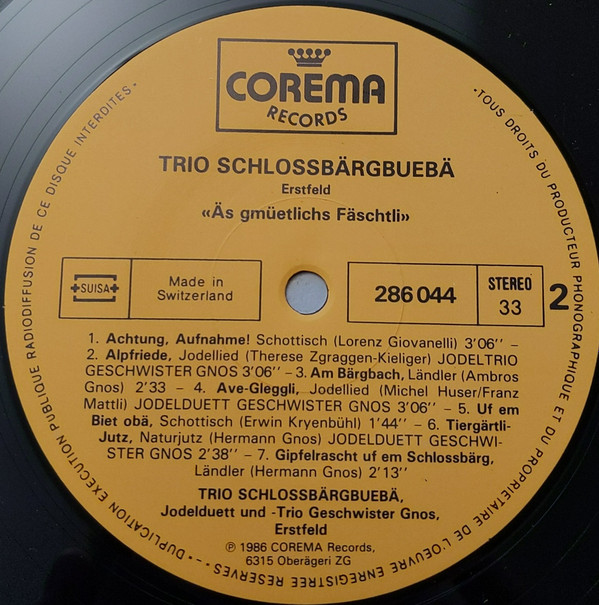 COREMA
RECORDS
TRIO SCHLOSSBÄRGBUEBÄ
Erstfeld
«Äs gmüetlichs Fäschtli»
SUISA
Made in
Switzerland
286 044
STEREO
33
2
1. Achtung, Aufnahme! Schottisch (Lorenz Giovanelli) 3'06'' –
2. Alpfriede, Jodellied (Therese Zgraggen-Kieliger) JODELTRIO
GESCHWISTER GNOS 3'06'' – 3. Am Bärgbach, Ländler (Ambros
Gnos) 2'33 – 4. Ave-Gleggli, Jodellied (Michel Huser/Franz
Mattli) JODELDUETT GESCHWISTER GNOS 3'06'' – 5. Uf em
Biet obä, Schottisch (Erwin Kryenbühl) 1'44'' – 6. Tiergärtli-
Jutz, Naturjutz (Hermann Gnos) JODELDUETT GESCHWI-
STER GNOS 2'38'' – 7. Gipfelrascht uf em Schlossbärg,
Ländler (Hermann Gnos) 2'13''
TRIO SCHLOSSBÄRGBUEBÄ,
Jodelduett und -Trio Geschwister Gnos,
Erstfeld
℗ 1986 COREMA Records,
6315 Oberägeri ZG
·TOUS DROITS DU PRODUCTEUR PHONOGRAPHIQUE ET DU PROPRIETAIRE DE L'OEUVRE ENREGISTREE RESERVES -·- DUPLICATION EXECUTION PUBLIQUE RADIODIFFUSION DE CE DISQUE INTERDITES·